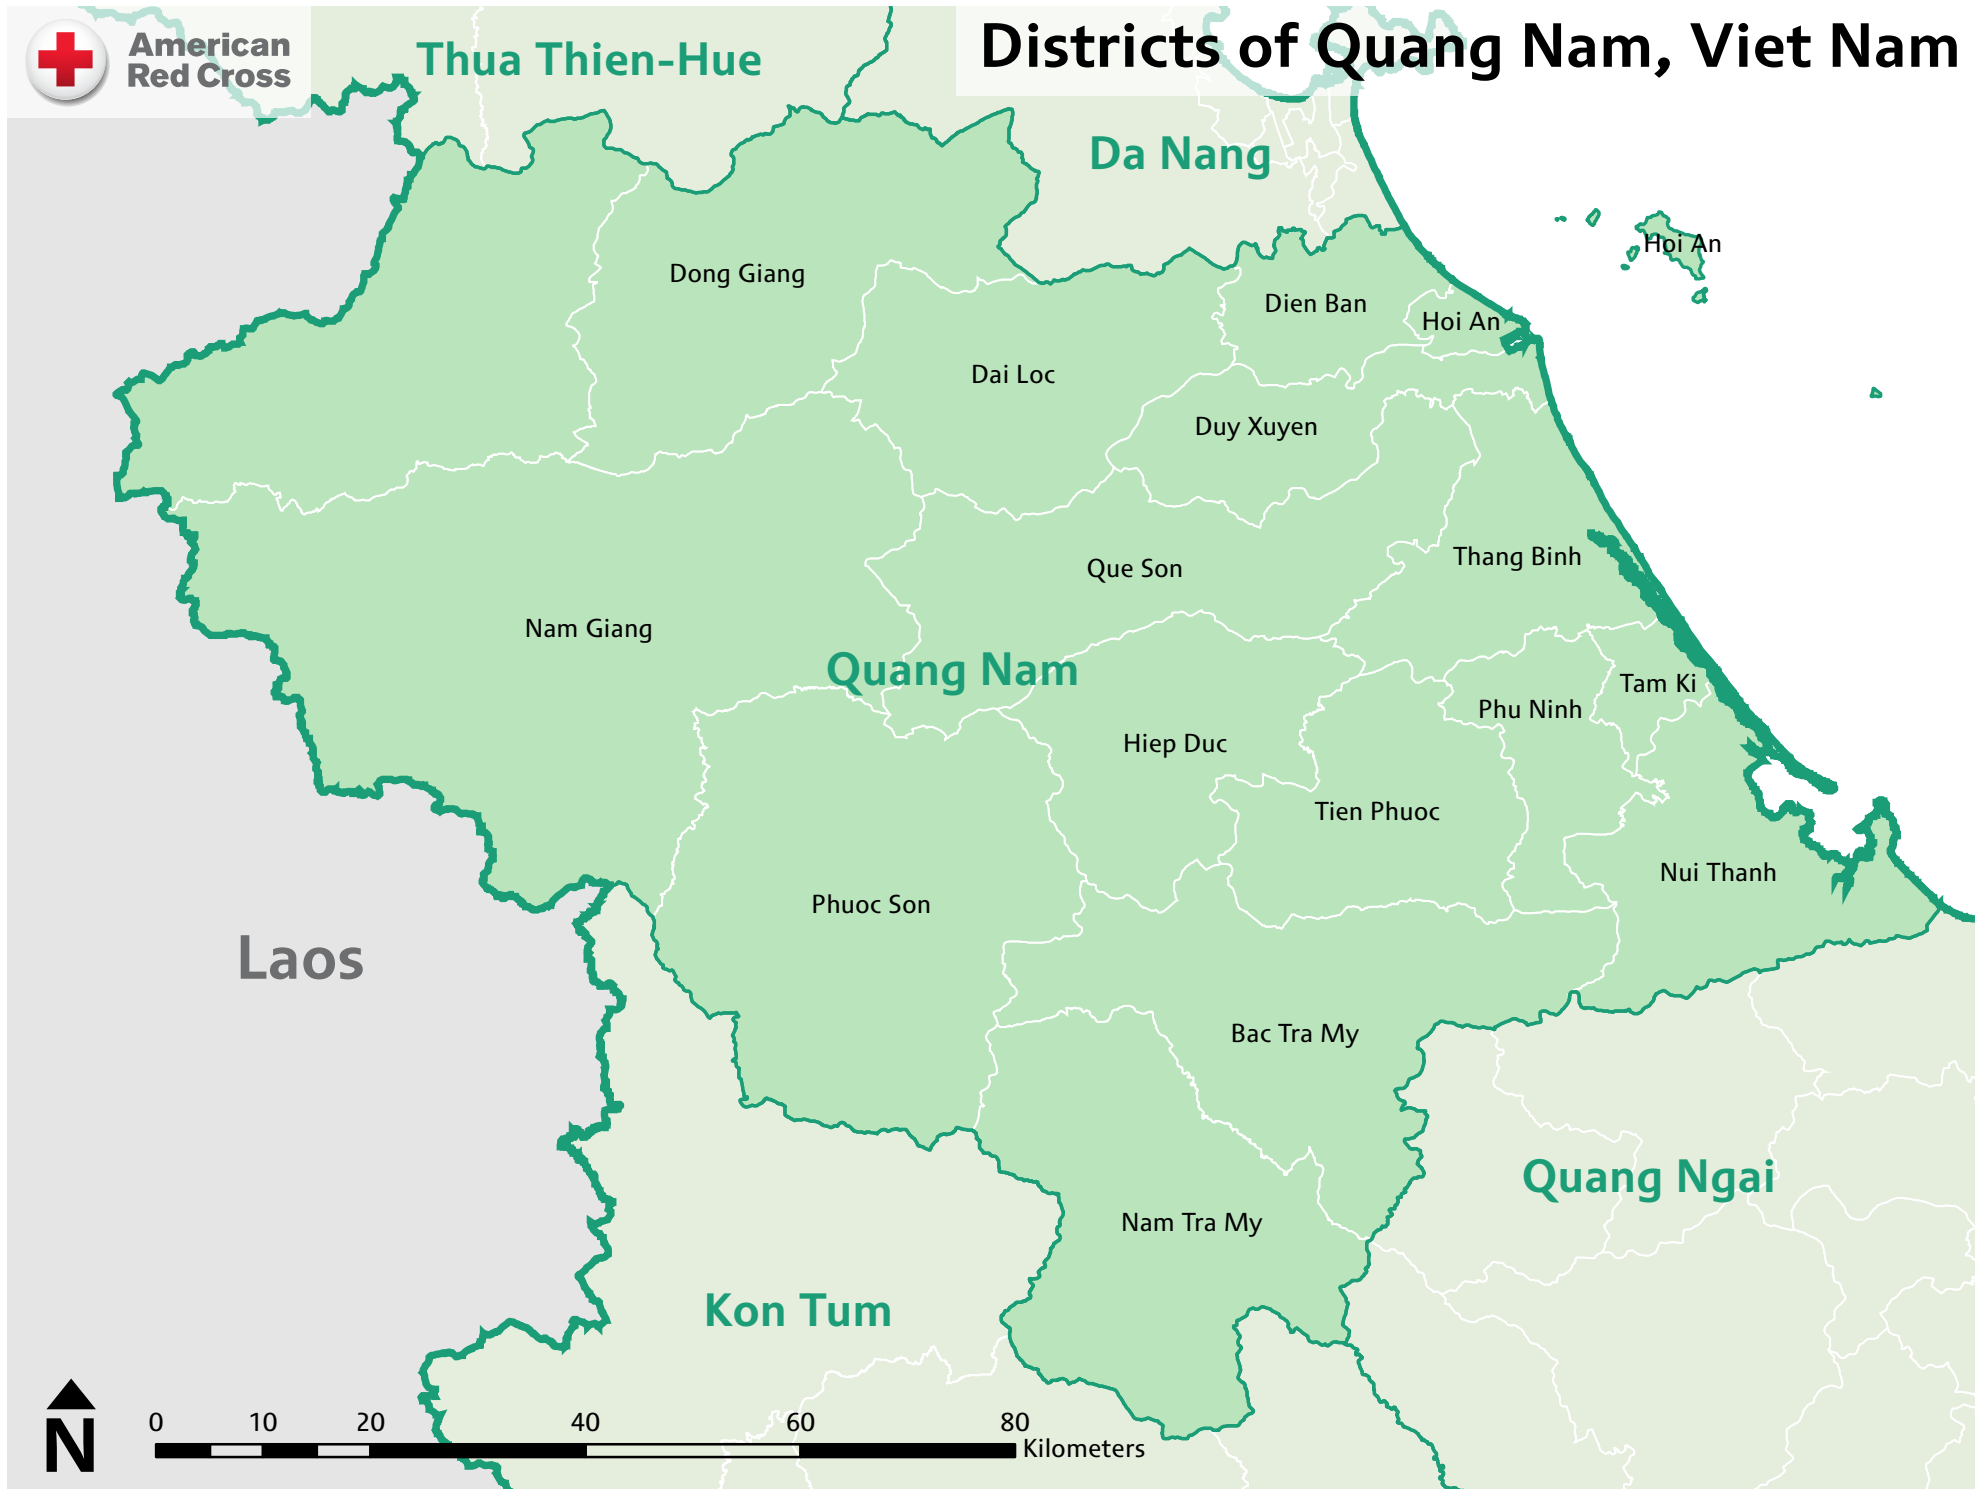 American
Red Cross
Districts of Quang Nam, Viet Nam
Thua Thien-Hue
Da Nang
Hoi An
Dong Giang
Dien Ban
Hoi An
Dai Loc
Duy Xuyen
Thang Binh
Que Son
Nam Giang
Quang Nam
Tam Ki
Phu Ninh
Hiep Duc
Tien Phuoc
Nui Thanh
Phuoc Son
Laos
Bac Tra My
Quang Ngai
Nam Tra My
Kon Tum
N
0 10 20 40 60 80
Kilometers